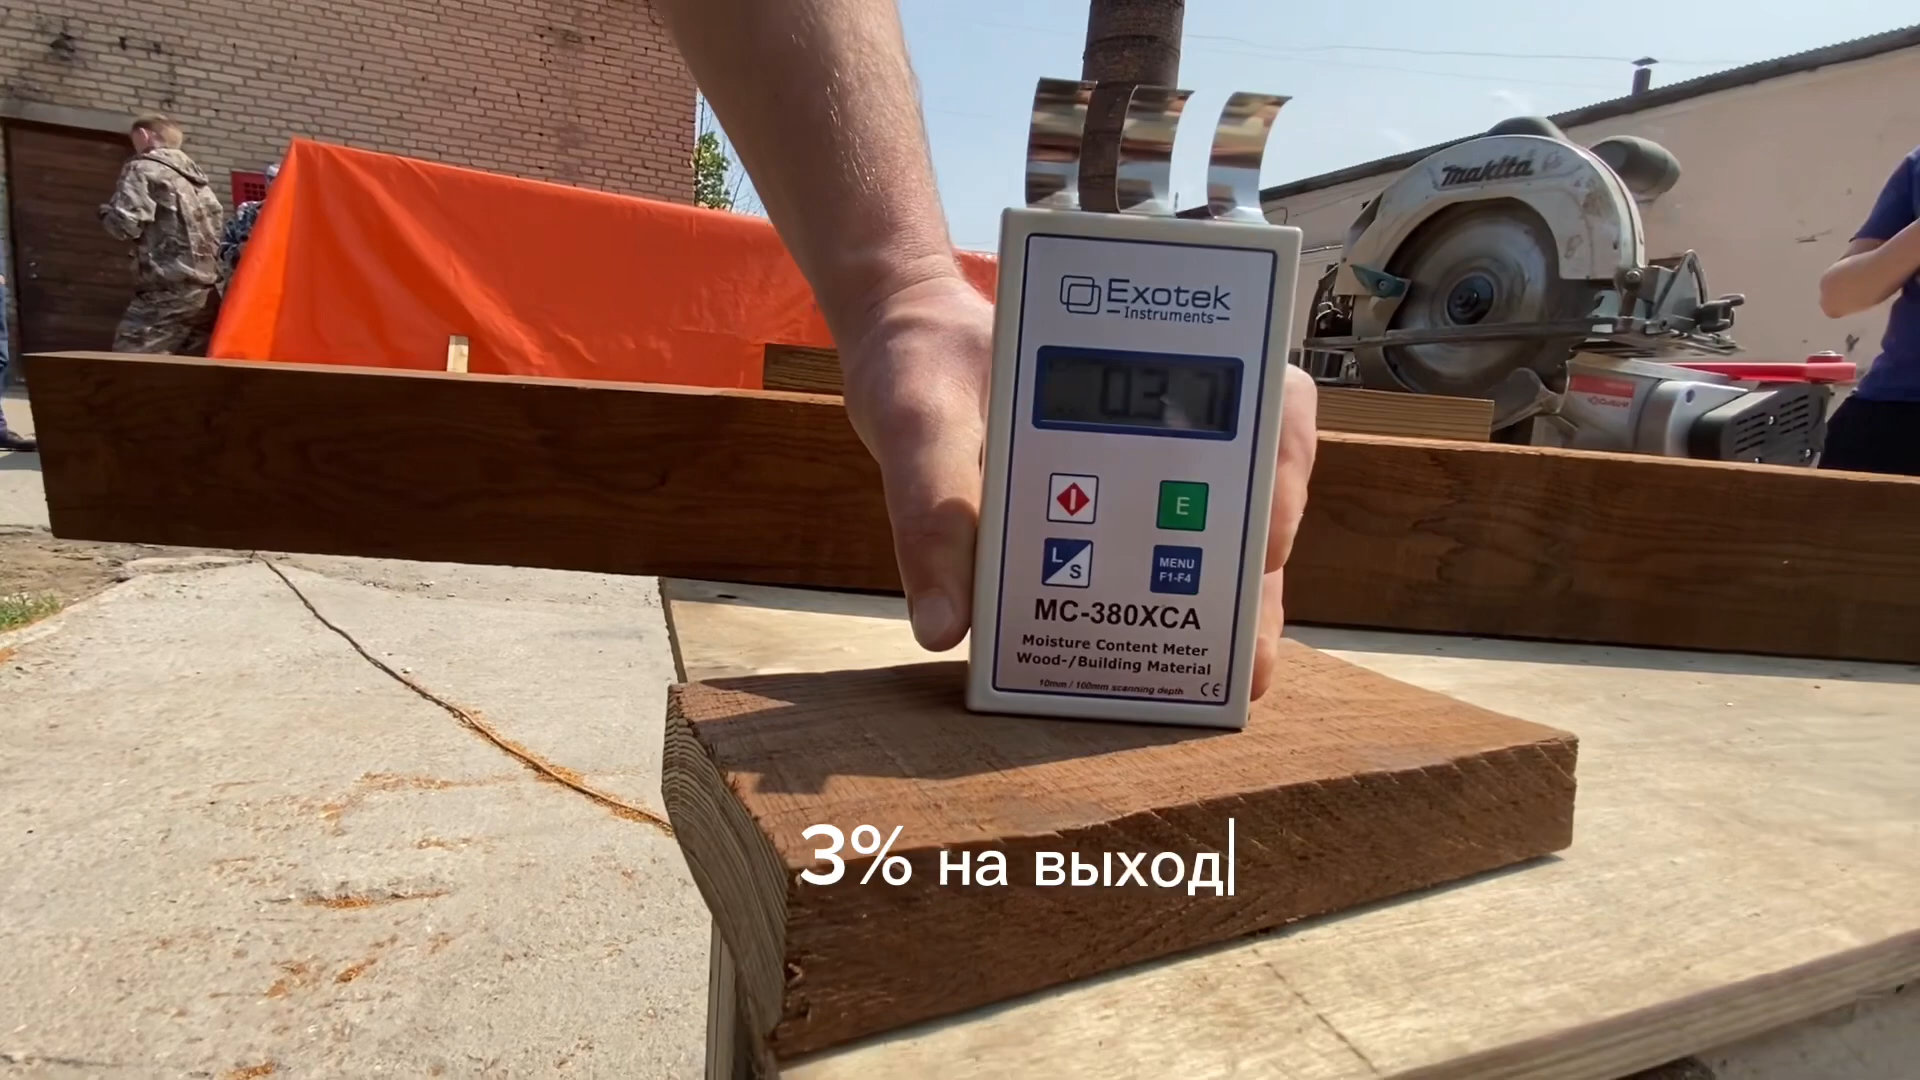 makita
Exotek
Instruments
E
L
S
MENU
F1-F4
MC-380XCA
Moisture Content Meter
Wood-/Building Material
10mm / 100mm scanning depth CE
3% на выход